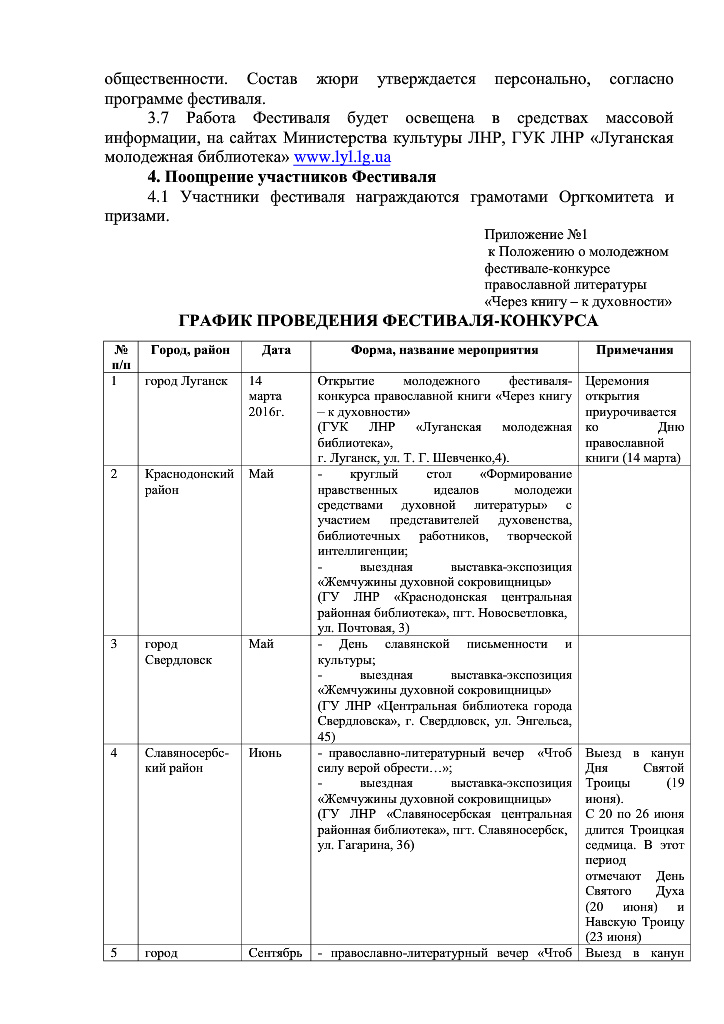 общественности. Состав жюри утверждается персонально, согласно
программе фестиваля.
3.7 Работа Фестиваля будет освещена в средствах массовой
информации, на сайтах Министерства культуры ЛНР, ГУК ЛНР «Луганская
молодежная библиотека» www.lyl.lg.ua
4. Поощрение участников Фестиваля
4.1 Участники фестиваля награждаются грамотами Оргкомитета и
призами.
Приложение №1
к Положению о молодежном
фестивале-конкурсе
православной литературы
«Через книгу – к духовности»
ГРАФИК ПРОВЕДЕНИЯ ФЕСТИВАЛЯ-КОНКУРСА
№
п/п
Город, район
Дата
Форма, название мероприятия
Примечания
1
город Луганск
14
марта
2016г.
Открытие молодежного фестиваля-
конкурса православной книги «Через книгу
– к духовности»
(ГУК ЛНР «Луганская молодежная
библиотека»,
г. Луганск, ул. Т. Г. Шевченко,4).
Церемония
открытия
приурочивается
ко Дню
православной
книги (14 марта)
2
Краснодонский
район
Май
- круглый стол «Формирование
нравственных идеалов молодежи
средствами духовной литературы» с
участием представителей духовенства,
библиотечных работников, творческой
интеллигенции;
- выездная выставка-экспозиция
«Жемчужины духовной сокровищницы»
(ГУ ЛНР «Краснодонская центральная
районная библиотека», пгт. Новосветловка,
ул. Почтовая, 3)
3
город
Свердловск
Май
- День славянской письменности и
культуры;
- выездная выставка-экспозиция
«Жемчужины духовной сокровищницы»
(ГУ ЛНР «Центральная библиотека города
Свердловска», г. Свердловск, ул. Энгельса,
45)
4
Славяносербс-
кий район
Июнь
- православно-литературный вечер «Чтоб
силу верой обрести…»;
- выездная выставка-экспозиция
«Жемчужины духовной сокровищницы»
(ГУ ЛНР «Славяносербская центральная
районная библиотека», пгт. Славяносербск,
ул. Гагарина, 36)
Выезд в канун
Дня Святой
Троицы (19
июня).
С 20 по 26 июня
длится Троицкая
седмица. В этот
период
отмечают День
Святого Духа
(20 июня) и
Навскую Троицу
(23 июня)
5
город
Сентябрь
- православно-литературный вечер «Чтоб
Выезд в канун